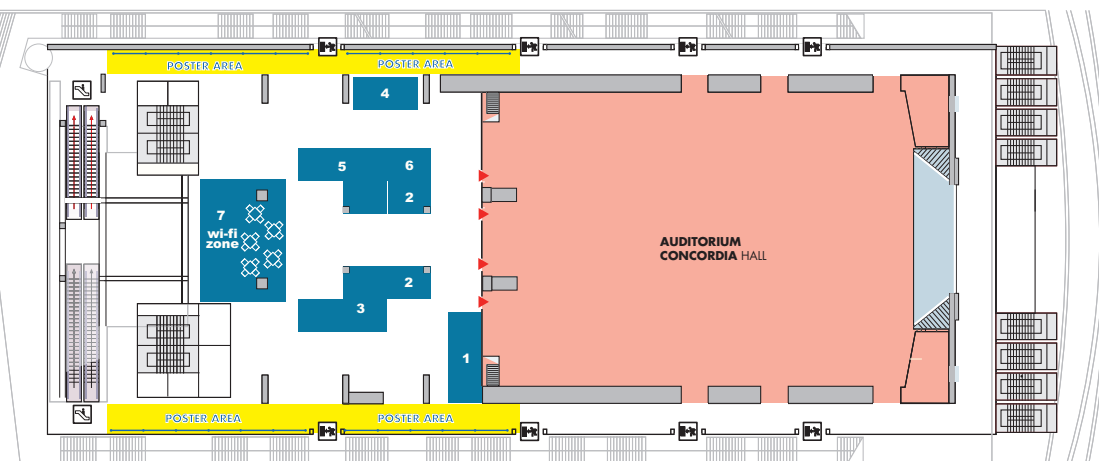 POSTER AREA
POSTER AREA
4
5
6
2
7
wi-fi
zone
AUDITORIUM
CONCORDIA HALL
2
3
1
POSTER AREA
POSTER AREA